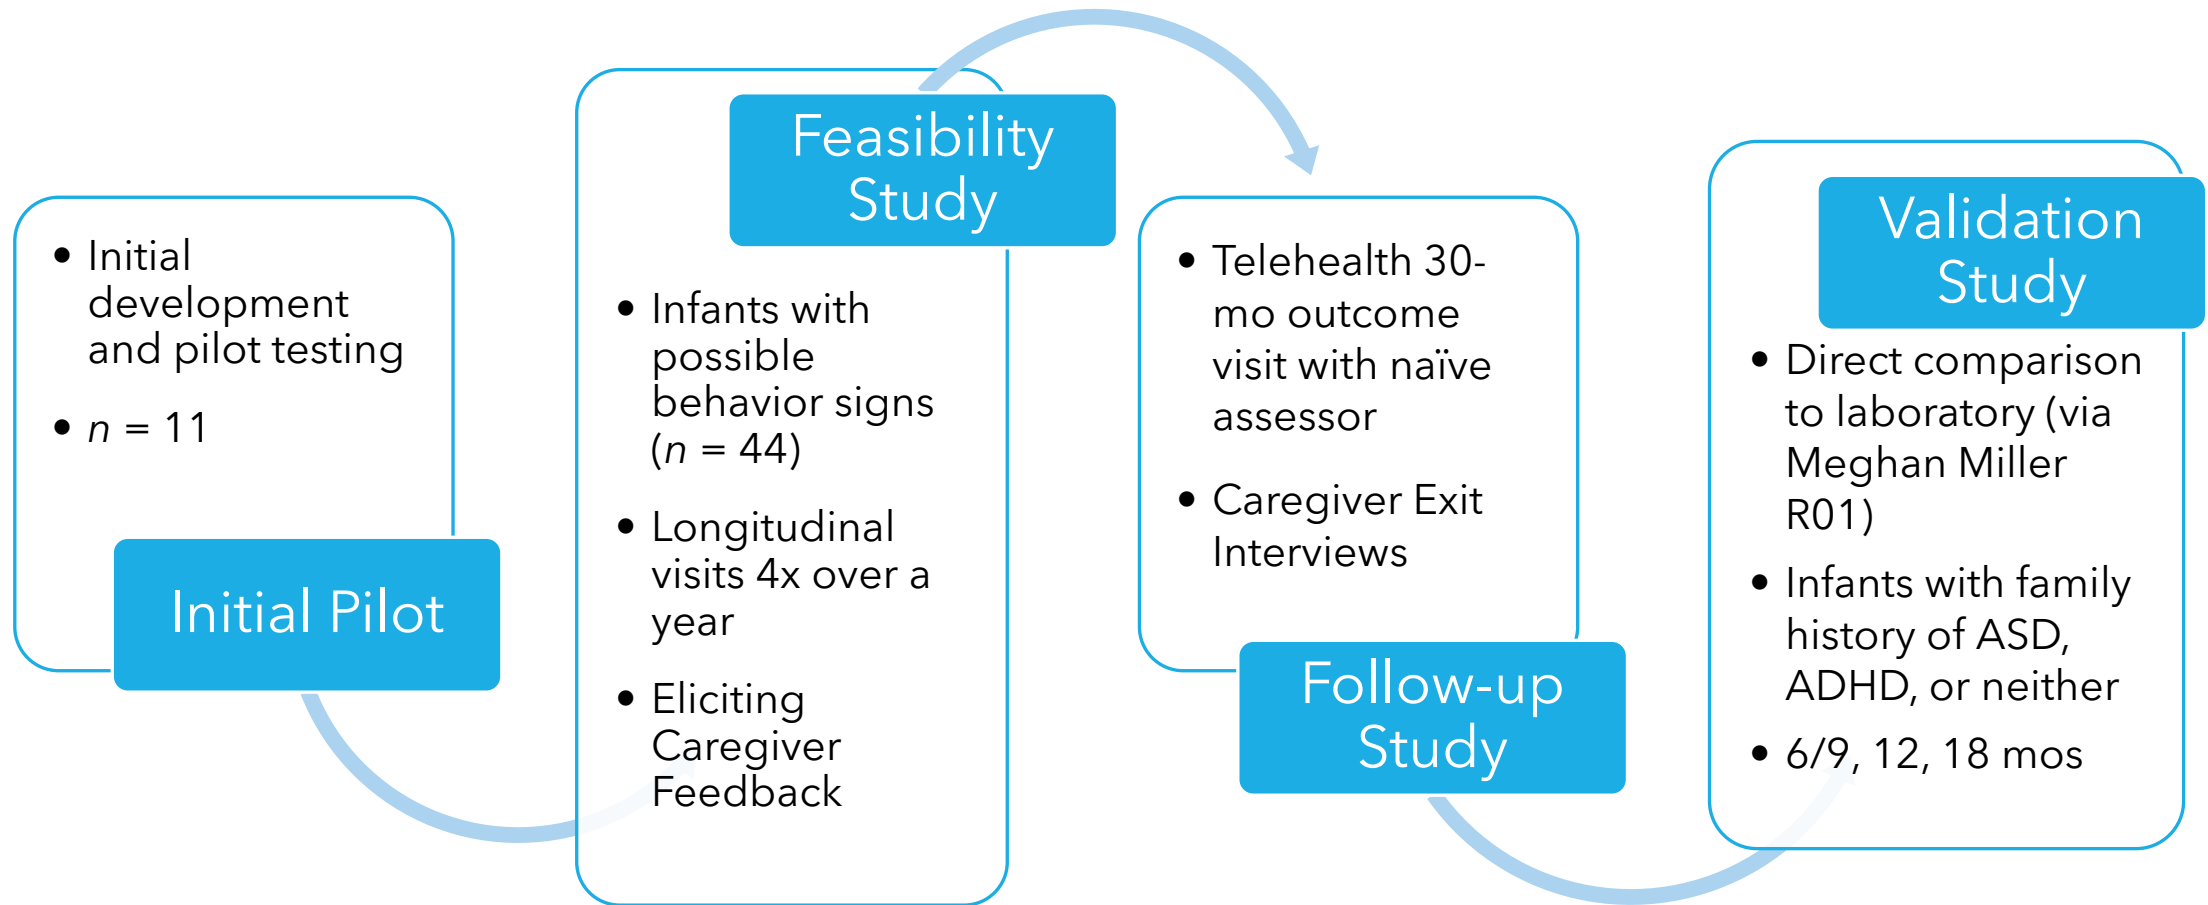 • Initial
development
and pilot testing
• n = 11
Initial Pilot
Feasibility
Study
• Infants with
possible
behavior signs
(n = 44)
• Longitudinal
visits 4x over a
year
• Eliciting
Caregiver
Feedback
• Telehealth 30-
mo outcome
visit with naïve
assessor
• Caregiver Exit
Interviews
Follow-up
Study
Validation
Study
• Direct comparison
to laboratory (via
Meghan Miller
R01)
• Infants with family
history of ASD,
ADHD, or neither
• 6/9, 12, 18 mos